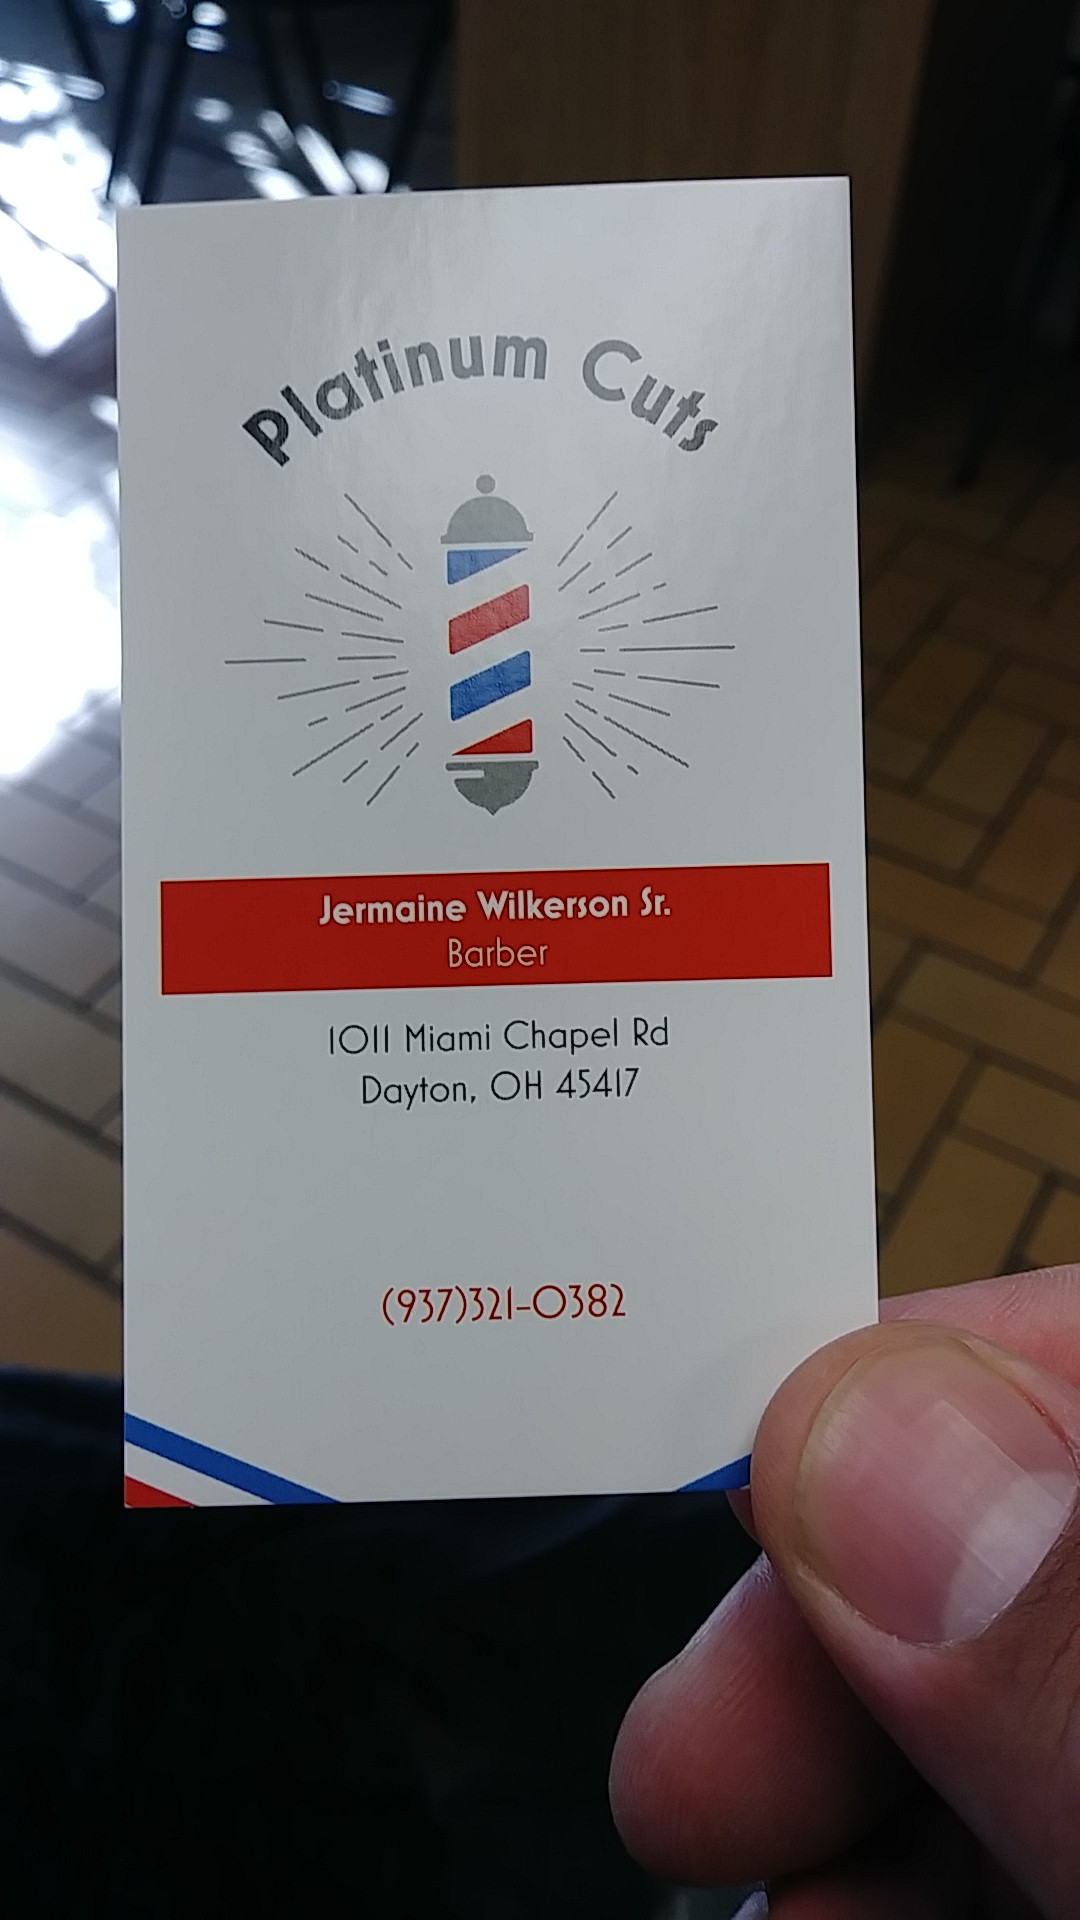 Platinum Cuts
Jermaine Wilkerson Sr.
Barber
1011 Miami Chapel Rd
Dayton, OH 45417
(937)321-0382